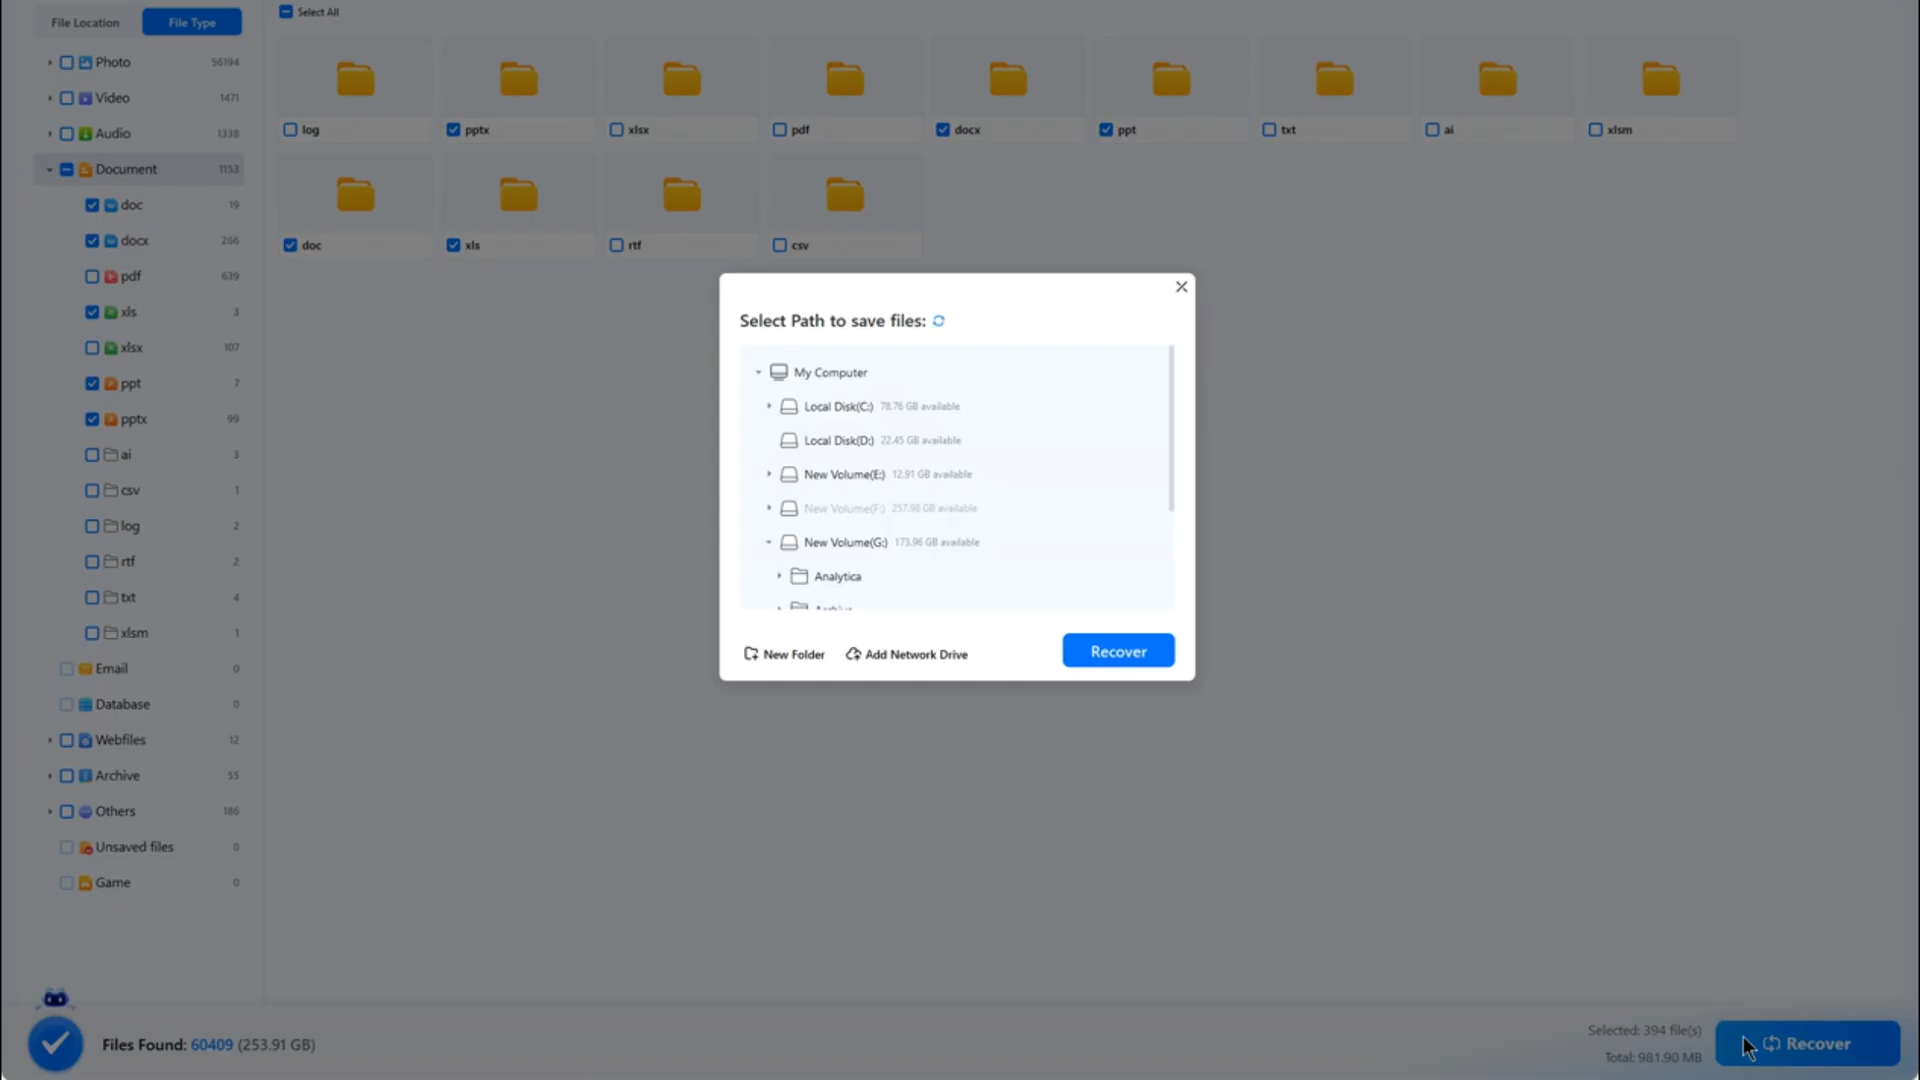 File Location File Type
Select All
Photo 56194
Video 1471
Audio 1338
Document 1153
doc 19
docx 266
pdf 639
xls 3
xlsx 107
ppt 7
pptx 99
ai 3
csv 1
log 2
rtf 2
txt 4
xlsm 1
Email 0
Database 0
Webfiles 12
Archive 55
Others 186
Unsaved files 0
Game 0
log pptx xlsx pdf docx ppt txt ai xlsm
doc xls rtf csv
Select Path to save files:
My Computer
Local Disk(C:) 78.76 GB available
Local Disk(D:) 22.45 GB available
New Volume(E:) 12.91 GB available
New Volume(F:) 257.98 GB available
New Volume(G:) 173.96 GB available
Analytica
New Folder Add Network Drive Recover
Files Found: 60409 (253.91 GB)
Selected: 394 file(s)
Total: 981.90 MB
Recover